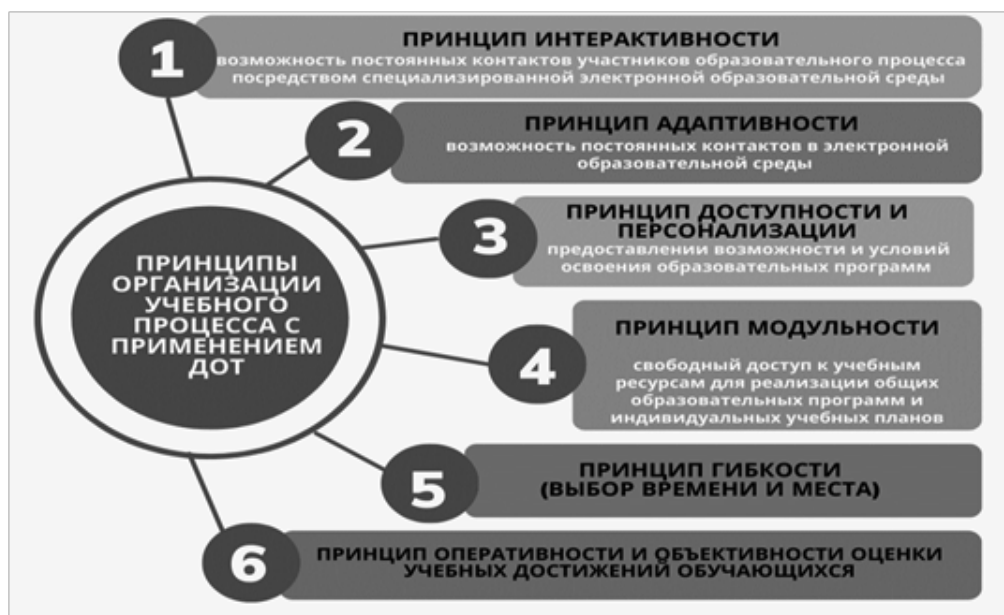 ПРИНЦИПЫ
ОРГАНИЗАЦИИ
УЧЕБНОГО
ПРОЦЕССА С
ПРИМЕНЕНИЕМ
ДОТ
1
ПРИНЦИП ИНТЕРАКТИВНОСТИ
возможность постоянных контактов участников образовательного процесса
посредством специализированной электронной образовательной среды
2
ПРИНЦИП АДАПТИВНОСТИ
возможность постоянных контактов в электронной
образовательной среды
3
ПРИНЦИП ДОСТУПНОСТИ И
ПЕРСОНАЛИЗАЦИИ
предоставлении возможности и условий
освоения образовательных программ
4
ПРИНЦИП МОДУЛЬНОСТИ
свободный доступ к учебным
ресурсам для реализации общих
образовательных программ и
индивидуальных учебных планов
5
ПРИНЦИП ГИБКОСТИ
(ВЫБОР ВРЕМЕНИ И МЕСТА)
6
ПРИНЦИП ОПЕРАТИВНОСТИ И ОБЪЕКТИВНОСТИ ОЦЕНКИ
УЧЕБНЫХ ДОСТИЖЕНИЙ ОБУЧАЮЩИХСЯ